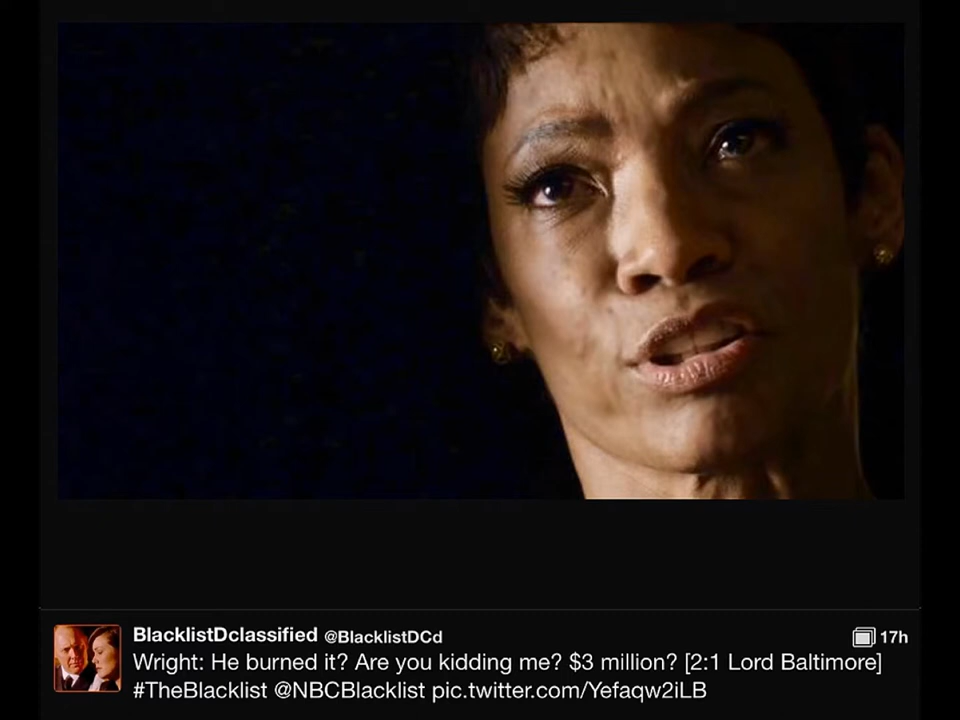 BlacklistDclassified @BlacklistDCd 17h
Wright: He burned it? Are you kidding me? $3 million? [2:1 Lord Baltimore]
#TheBlacklist @NBCBlacklist pic.twitter.com/Yefaqw2iLB